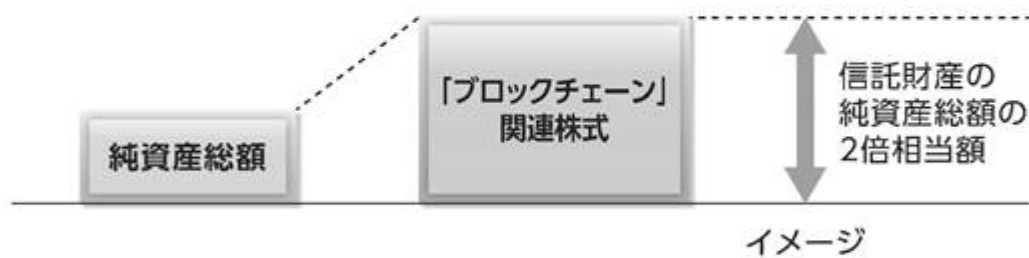 純資産総額
「ブロックチェーン」
関連株式
信託財産の
純資産総額の
2倍相当額
イメージ